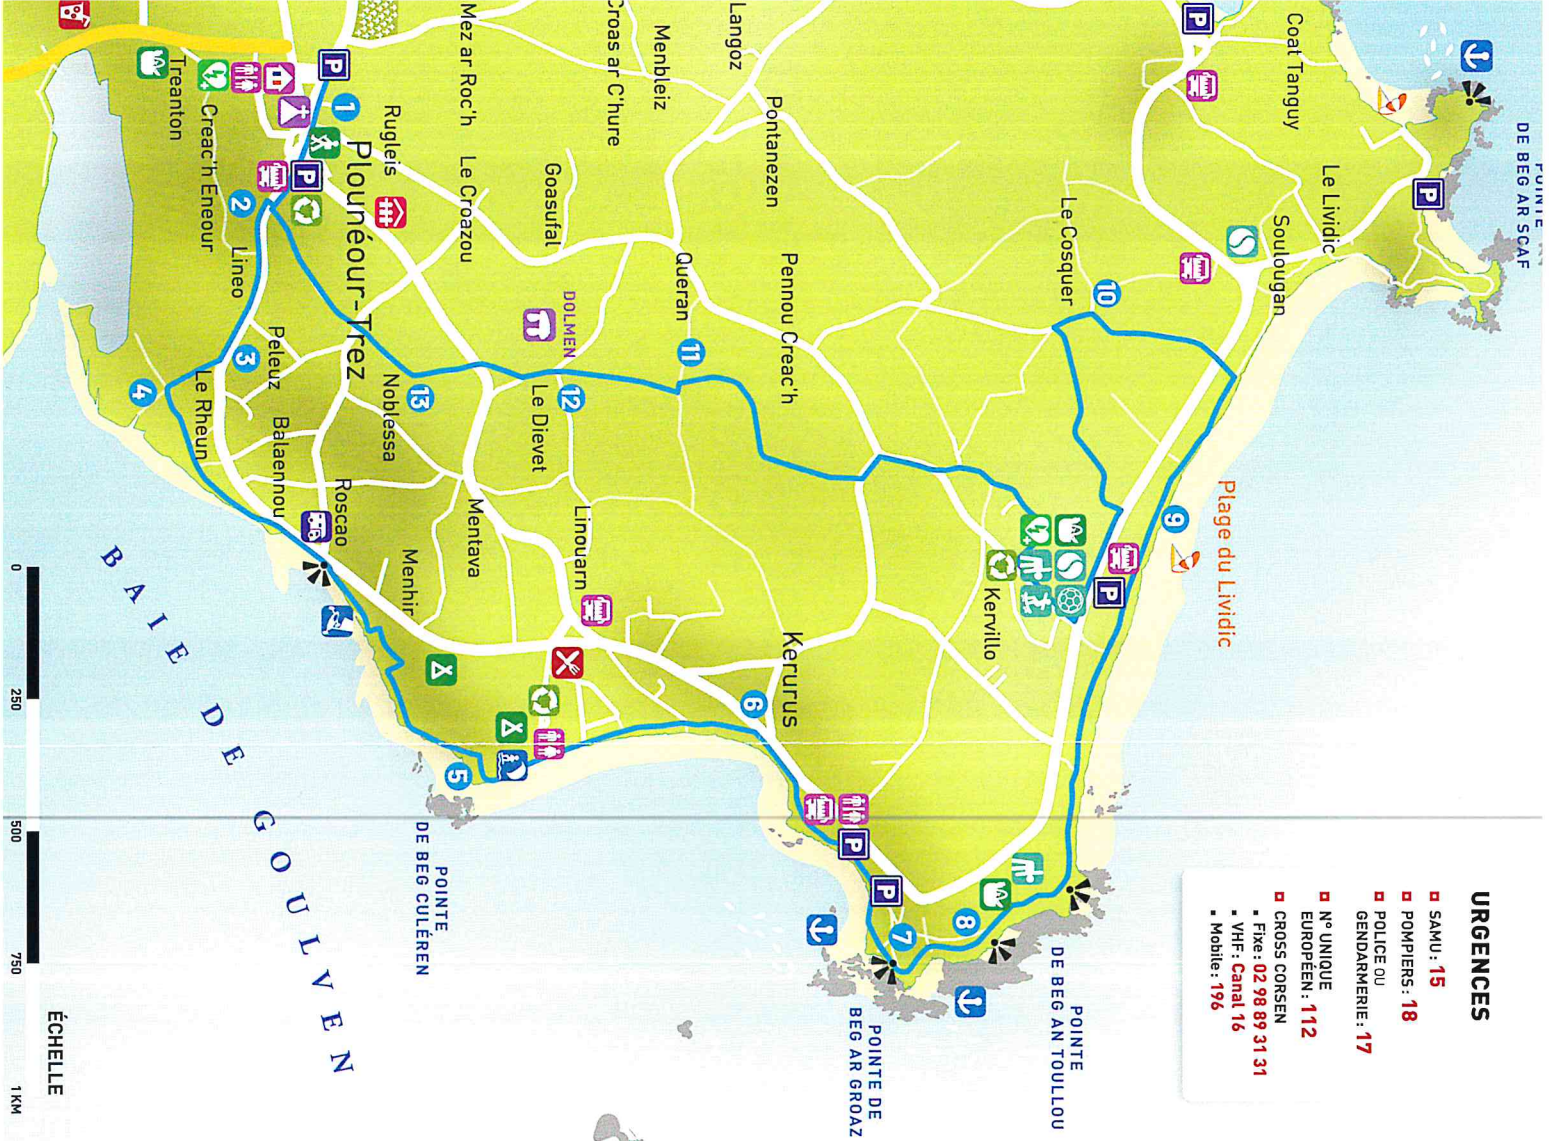 POINTE
DE BEG AR SCAF
Coat Tanguy
Le Lividic
Soulougan
Plage du Lividic
Le Cosquer
Langoz
Pontanezen
Menbleiz
Croas ar C'hure
Pennou Creac'h
Queran
Goasufal
Mez ar Roc'h
Le Croazou
DOLMEN
Rugleis
Plounéour-Trez
Treanton
Creac'h Eneour
Lineo
Peleuz
Le Rheun
Noblessa
Balaennou
Roscao
Le Dievet
Mentava
Linouarn
Menhir
Kervillo
Kerurus
1
2
3
4
5
6
7
8
9
10
11
12
13
P
P
P
P
P
P
P
P
POINTE
DE BEG CULÉREN
POINTE DE
BEG AR GROAZ
POINTE
DE BEG AN TOULLOU
BAIE DE GOULVEN
URGENCES
SAMU : 15
POMPIERS : 18
POLICE OU
GENDARMERIE : 17
N° UNIQUE
EUROPÉEN : 112
CROSS CORSEN
Fixe : 02 98 89 31 31
VHF : Canal 16
Mobile : 196
ÉCHELLE
0 250 500 750 1 KM